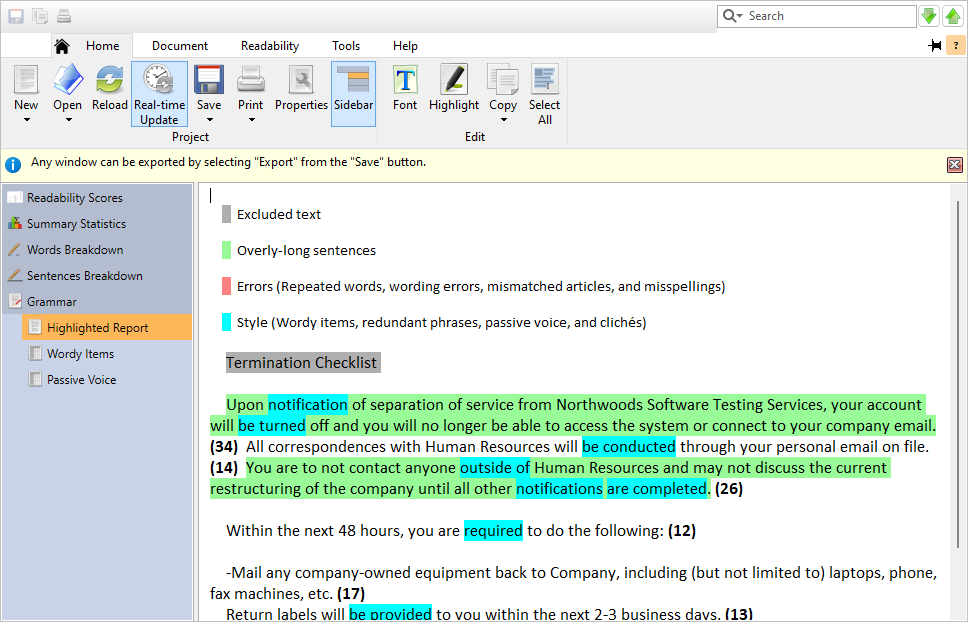 Search
Home Document Readability Tools Help
?
New Open Reload Real-time Update Save Print Properties Sidebar Font Highlight Copy Select All
Project Edit
Any window can be exported by selecting "Export" from the "Save" button.
Readability Scores
Summary Statistics
Words Breakdown
Sentences Breakdown
Grammar
Highlighted Report
Wordy Items
Passive Voice
Excluded text
Overly-long sentences
Errors (Repeated words, wording errors, mismatched articles, and misspellings)
Style (Wordy items, redundant phrases, passive voice, and clichés)
Termination Checklist
Upon notification of separation of service from Northwoods Software Testing Services, your account
will be turned off and you will no longer be able to access the system or connect to your company email.
(34) All correspondences with Human Resources will be conducted through your personal email on file.
(14) You are to not contact anyone outside of Human Resources and may not discuss the current
restructuring of the company until all other notifications are completed. (26)
Within the next 48 hours, you are required to do the following: (12)
-Mail any company-owned equipment back to Company, including (but not limited to) laptops, phone,
fax machines, etc. (17)
Return labels will be provided to you within the next 2-3 business days. (13)